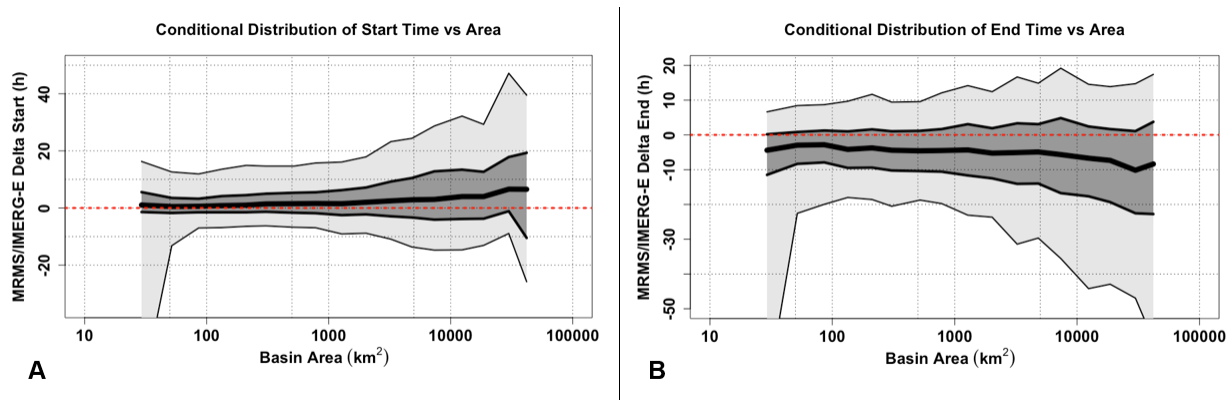 Conditional Distribution of Start Time vs Area
MRMS/IMERG-E Delta Start (h)
40
20
0
-20
10
100
1000
10000
100000
Basin Area (km²)
A
Conditional Distribution of End Time vs Area
MRMS/IMERG-E Delta End (h)
20
10
0
-10
-30
-50
10
100
1000
10000
100000
Basin Area (km²)
B